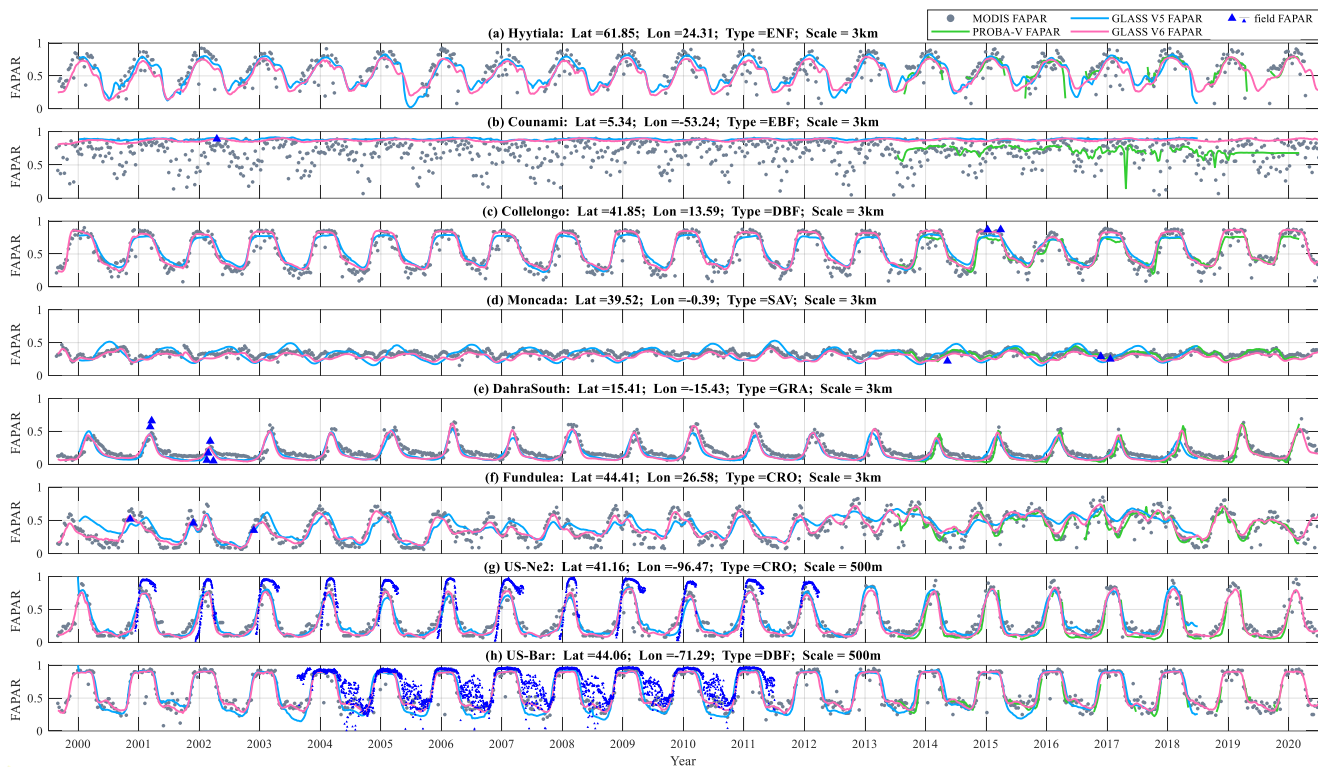 MODIS FAPAR GLASS V5 FAPAR field FAPAR
PROBA-V FAPAR GLASS V6 FAPAR
(a) Hyytiala: Lat =61.85; Lon =24.31; Type =ENF; Scale = 3km
1
0.5
0
FAPAR
(b) Counami: Lat =5.34; Lon =-53.24; Type =EBF; Scale = 3km
1
0.5
0
FAPAR
(c) Collelongo: Lat =41.85; Lon =13.59; Type =DBF; Scale = 3km
1
0.5
0
FAPAR
(d) Moncada: Lat =39.52; Lon =-0.39; Type =SAV; Scale = 3km
1
0.5
0
FAPAR
(e) DahraSouth: Lat =15.41; Lon =-15.43; Type =GRA; Scale = 3km
1
0.5
0
FAPAR
(f) Fundulea: Lat =44.41; Lon =26.58; Type =CRO; Scale = 3km
1
0.5
0
FAPAR
(g) US-Ne2: Lat =41.16; Lon =-96.47; Type =CRO; Scale = 500m
1
0.5
0
FAPAR
(h) US-Bar: Lat =44.06; Lon =-71.29; Type =DBF; Scale = 500m
1
0.5
0
FAPAR
2000 2001 2002 2003 2004 2005 2006 2007 2008 2009 2010 2011 2012 2013 2014 2015 2016 2017 2018 2019 2020
Year